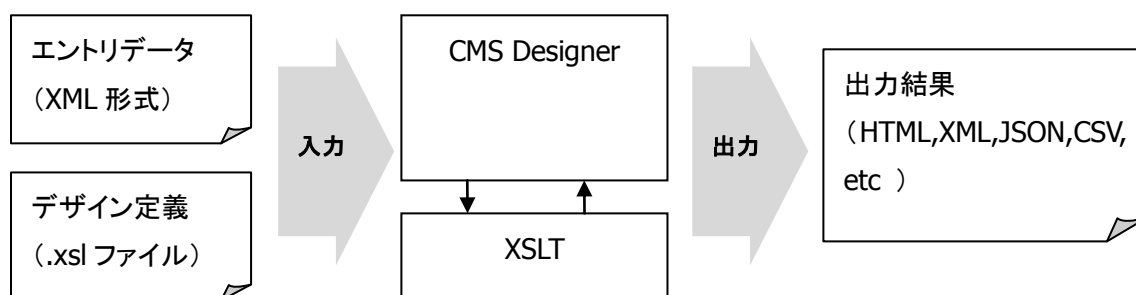 エントリデータ
（XML 形式）
デザイン定義
（.xsl ファイル）
入力
CMS Designer
XSLT
出力
出力結果
（HTML,XML,JSON,CSV,
etc ）